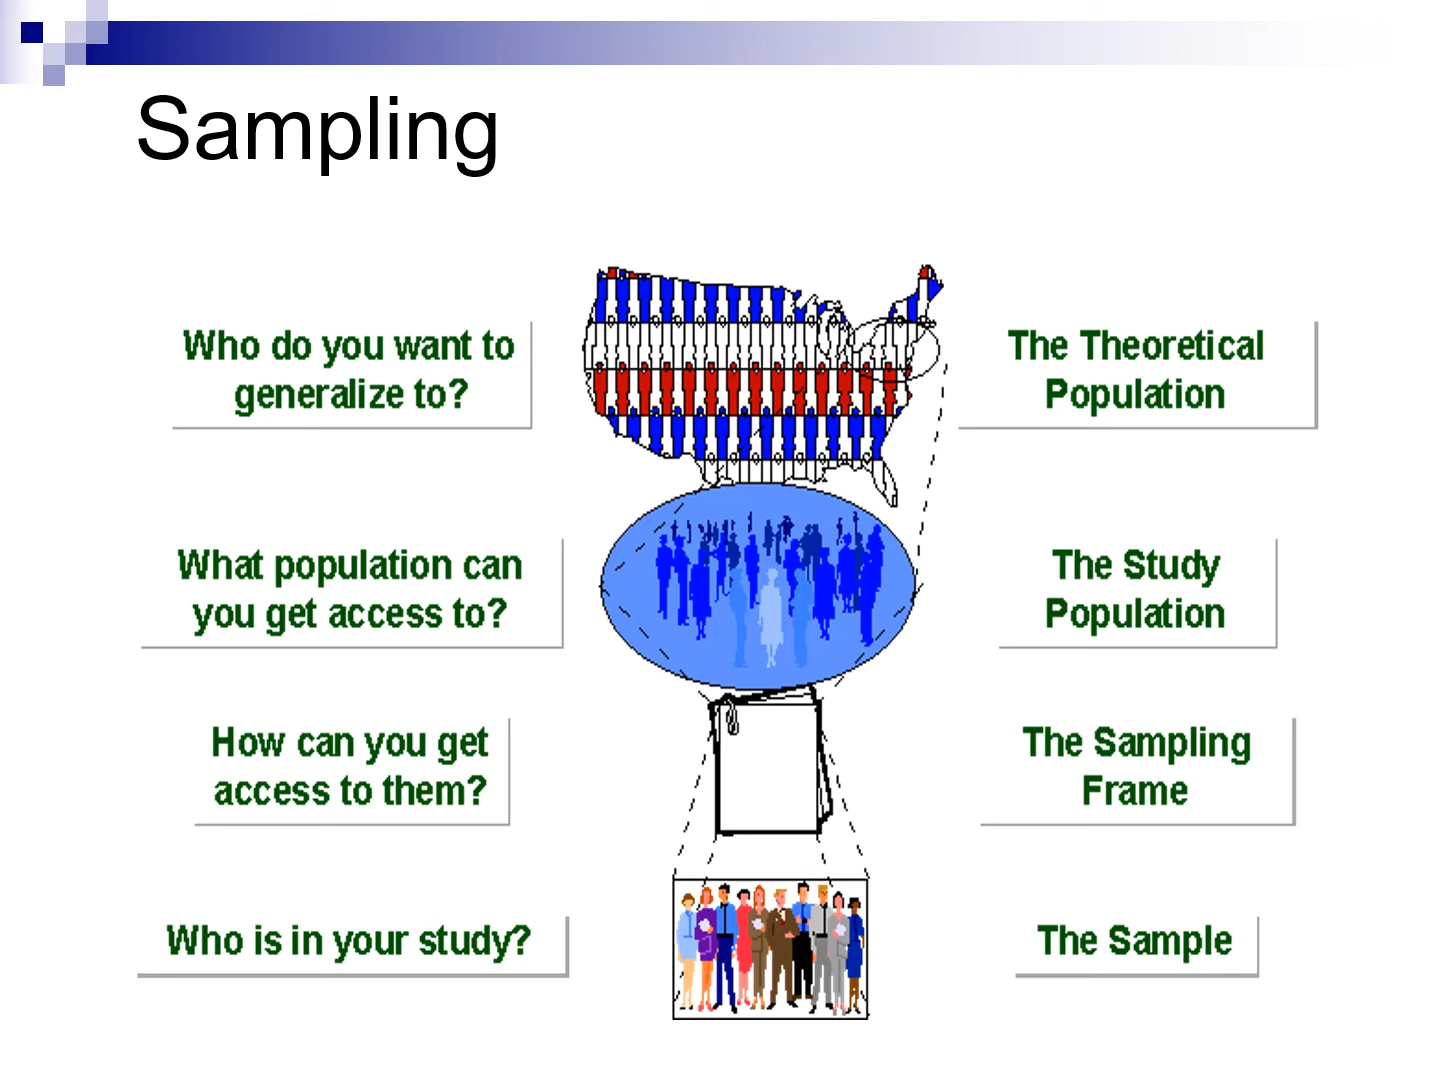 Sampling
Who do you want to
generalize to?
The Theoretical
Population
What population can
you get access to?
The Study
Population
How can you get
access to them?
The Sampling
Frame
Who is in your study?
The Sample